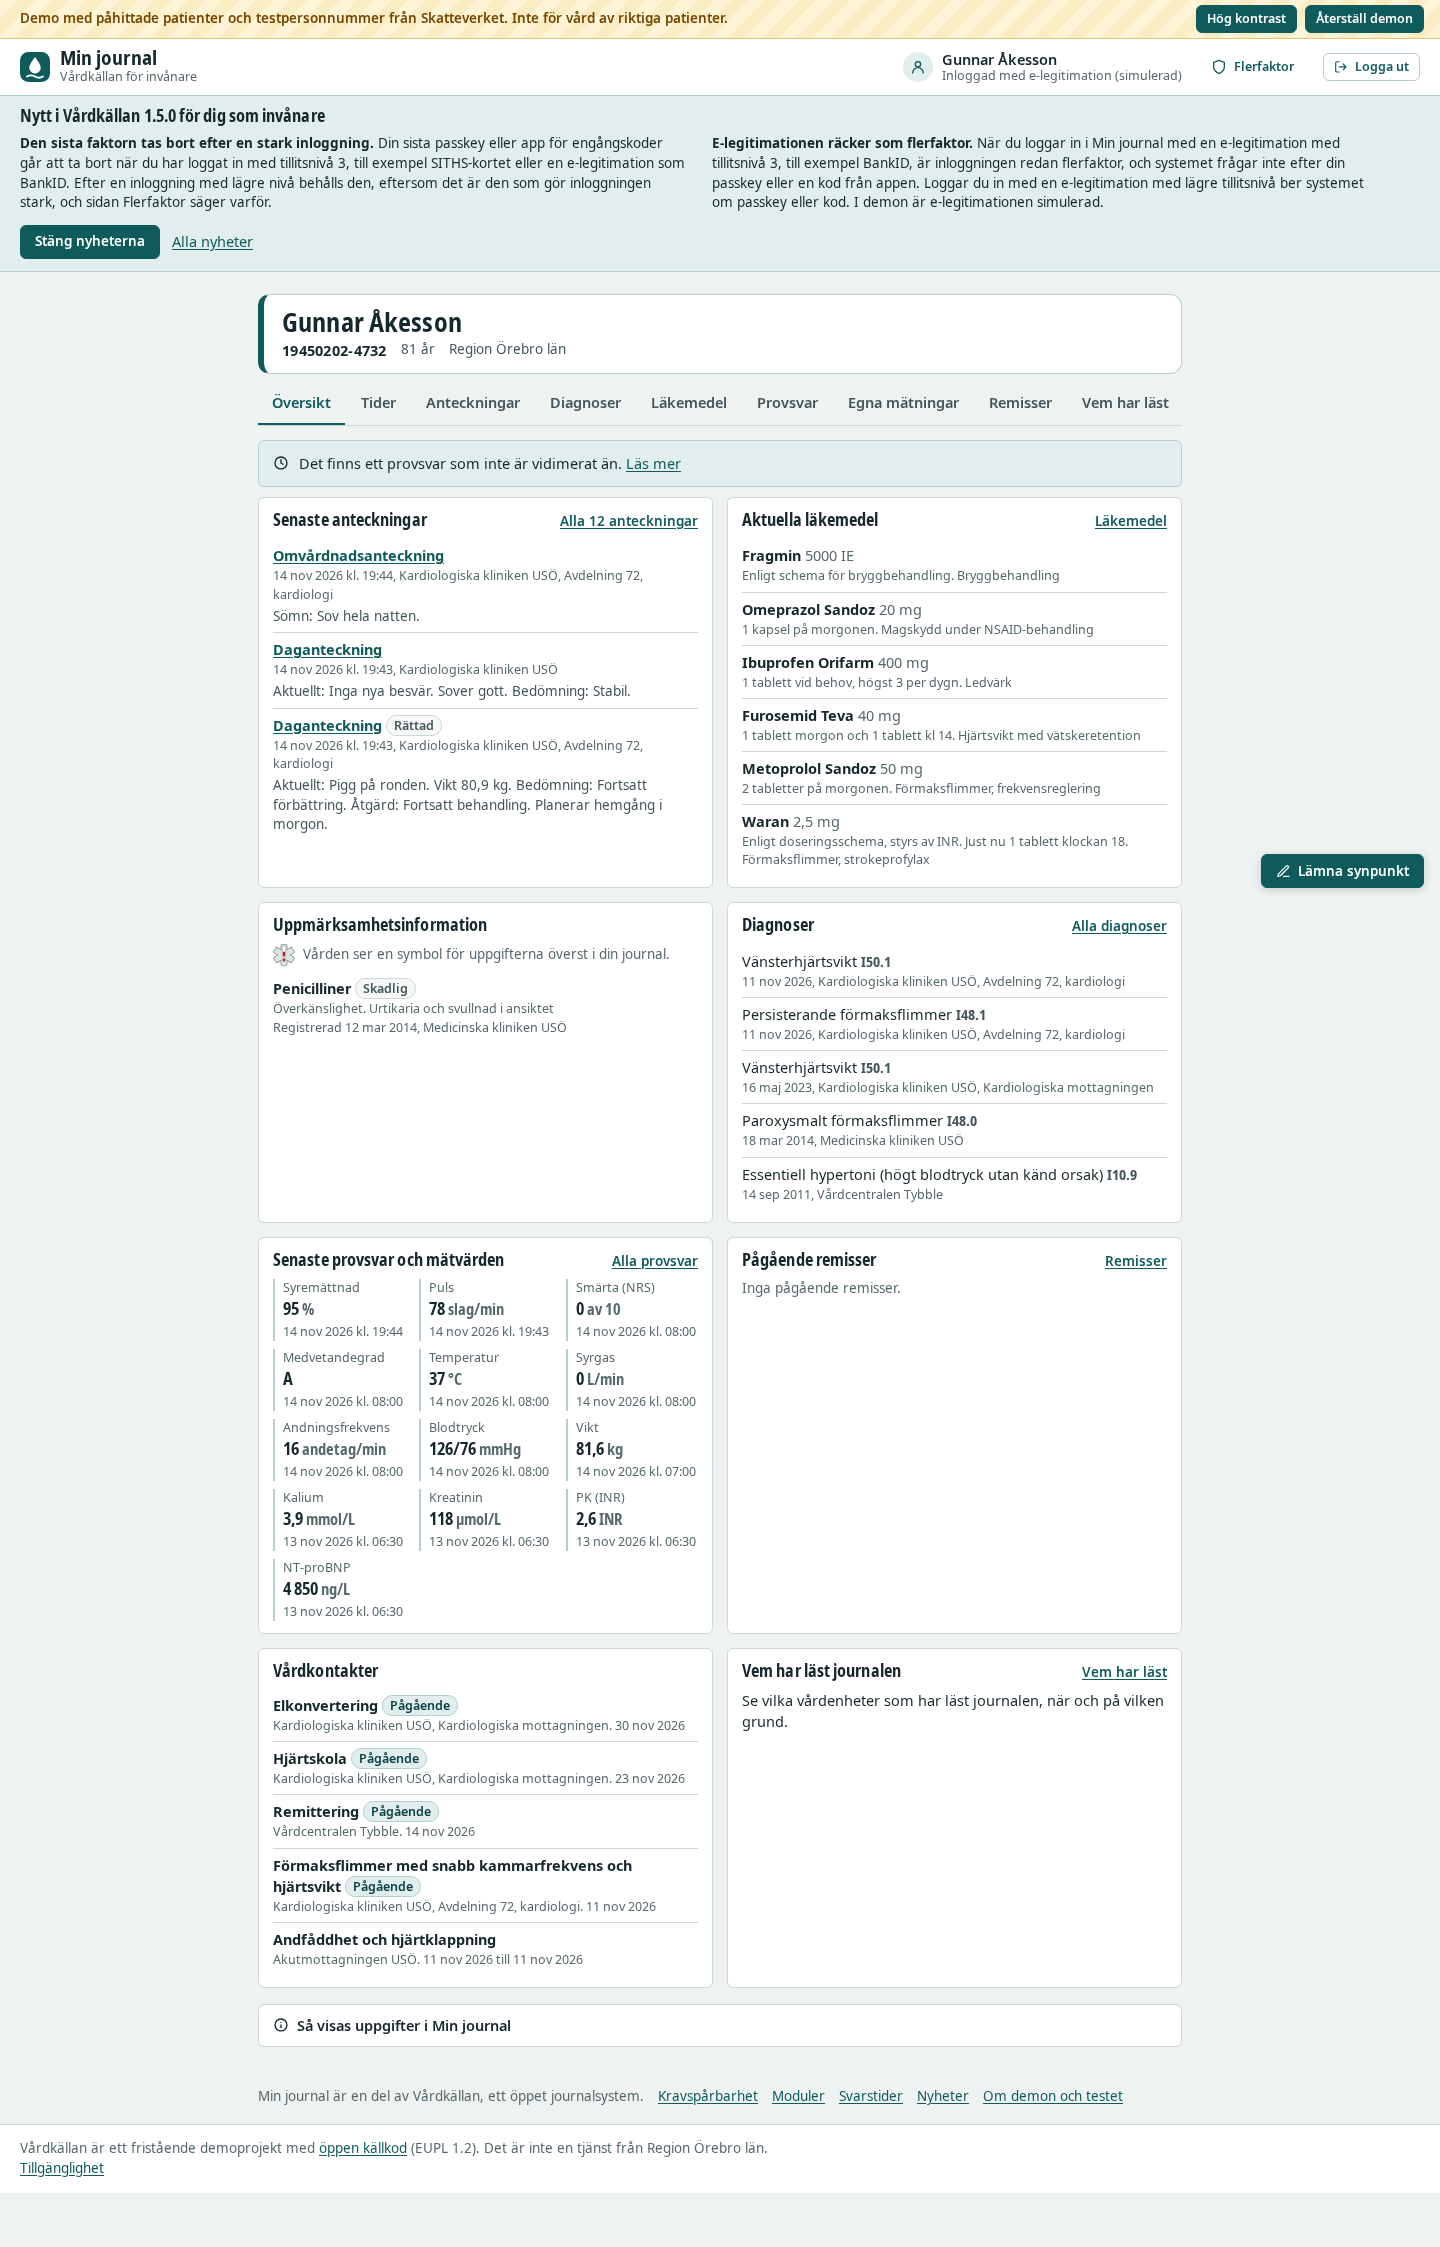 Demo med påhittade patienter och testpersonnummer från Skatteverket. Inte för vård av riktiga patienter.
Hög kontrast
Återställ demon
Min journal
Vårdkällan för invånare
Gunnar Åkesson
Inloggad med e-legitimation (simulerad)
Flerfaktor
Logga ut
Nytt i Vårdkällan 1.5.0 för dig som invånare
Den sista faktorn tas bort efter en stark inloggning. Din sista passkey eller app för engångskoder
går att ta bort när du har loggat in med tillitsnivå 3, till exempel SITHS-kortet eller en e-legitimation som
BankID. Efter en inloggning med lägre nivå behålls den, eftersom det är den som gör inloggningen
stark, och sidan Flerfaktor säger varför.
E-legitimationen räcker som flerfaktor. När du loggar in i Min journal med en e-legitimation med
tillitsnivå 3, till exempel BankID, är inloggningen redan flerfaktor, och systemet frågar inte efter din
passkey eller en kod från appen. Loggar du in med en e-legitimation med lägre tillitsnivå ber systemet
om passkey eller kod. I demon är e-legitimationen simulerad.
Stäng nyheterna
Alla nyheter
Gunnar Åkesson
19450202-4732 81 år Region Örebro län
Översikt Tider Anteckningar Diagnoser Läkemedel Provsvar Egna mätningar Remisser Vem har läst
Det finns ett provsvar som inte är vidimerat än. Läs mer
Senaste anteckningar
Alla 12 anteckningar
Omvårdnadsanteckning
14 nov 2026 kl. 19:44, Kardiologiska kliniken USÖ, Avdelning 72,
kardiologi
Sömn: Sov hela natten.
Daganteckning
14 nov 2026 kl. 19:43, Kardiologiska kliniken USÖ
Aktuellt: Inga nya besvär. Sover gott. Bedömning: Stabil.
Daganteckning Rättad
14 nov 2026 kl. 19:43, Kardiologiska kliniken USÖ, Avdelning 72,
kardiologi
Aktuellt: Pigg på ronden. Vikt 80,9 kg. Bedömning: Fortsatt
förbättring. Åtgärd: Fortsatt behandling. Planerar hemgång i
morgon.
Aktuella läkemedel
Läkemedel
Fragmin 5000 IE
Enligt schema för bryggbehandling. Bryggbehandling
Omeprazol Sandoz 20 mg
1 kapsel på morgonen. Magskydd under NSAID-behandling
Ibuprofen Orifarm 400 mg
1 tablett vid behov, högst 3 per dygn. Ledvärk
Furosemid Teva 40 mg
1 tablett morgon och 1 tablett kl 14. Hjärtsvikt med vätskeretention
Metoprolol Sandoz 50 mg
2 tabletter på morgonen. Förmaksflimmer, frekvensreglering
Waran 2,5 mg
Enligt doseringsschema, styrs av INR. Just nu 1 tablett klockan 18.
Förmaksflimmer, strokeprofylax
Lämna synpunkt
Uppmärksamhetsinformation
Vården ser en symbol för uppgifterna överst i din journal.
Penicilliner Skadlig
Överkänslighet. Urtikaria och svullnad i ansiktet
Registrerad 12 mar 2014, Medicinska kliniken USÖ
Diagnoser
Alla diagnoser
Vänsterhjärtsvikt I50.1
11 nov 2026, Kardiologiska kliniken USÖ, Avdelning 72, kardiologi
Persisterande förmaksflimmer I48.1
11 nov 2026, Kardiologiska kliniken USÖ, Avdelning 72, kardiologi
Vänsterhjärtsvikt I50.1
16 maj 2023, Kardiologiska kliniken USÖ, Kardiologiska mottagningen
Paroxysmalt förmaksflimmer I48.0
18 mar 2014, Medicinska kliniken USÖ
Essentiell hypertoni (högt blodtryck utan känd orsak) I10.9
14 sep 2011, Vårdcentralen Tybble
Senaste provsvar och mätvärden
Alla provsvar
Syremättnad Puls Smärta (NRS)
95 % 78 slag/min 0 av 10
14 nov 2026 kl. 19:44 14 nov 2026 kl. 19:43 14 nov 2026 kl. 08:00
Medvetandegrad Temperatur Syrgas
A 37 °C 0 L/min
14 nov 2026 kl. 08:00 14 nov 2026 kl. 08:00 14 nov 2026 kl. 08:00
Andningsfrekvens Blodtryck Vikt
16 andetag/min 126/76 mmHg 81,6 kg
14 nov 2026 kl. 08:00 14 nov 2026 kl. 08:00 14 nov 2026 kl. 07:00
Kalium Kreatinin PK (INR)
3,9 mmol/L 118 µmol/L 2,6 INR
13 nov 2026 kl. 06:30 13 nov 2026 kl. 06:30 13 nov 2026 kl. 06:30
NT-proBNP
4 850 ng/L
13 nov 2026 kl. 06:30
Pågående remisser
Remisser
Inga pågående remisser.
Vårdkontakter
Elkonvertering Pågående
Kardiologiska kliniken USÖ, Kardiologiska mottagningen. 30 nov 2026
Hjärtskola Pågående
Kardiologiska kliniken USÖ, Kardiologiska mottagningen. 23 nov 2026
Remittering Pågående
Vårdcentralen Tybble. 14 nov 2026
Förmaksflimmer med snabb kammarfrekvens och
hjärtsvikt Pågående
Kardiologiska kliniken USÖ, Avdelning 72, kardiologi. 11 nov 2026
Andfåddhet och hjärtklappning
Akutmottagningen USÖ. 11 nov 2026 till 11 nov 2026
Vem har läst journalen
Vem har läst
Se vilka vårdenheter som har läst journalen, när och på vilken
grund.
Så visas uppgifter i Min journal
Min journal är en del av Vårdkällan, ett öppet journalsystem. Kravspårbarhet Moduler Svarstider Nyheter Om demon och testet
Vårdkällan är ett fristående demoprojekt med öppen källkod (EUPL 1.2). Det är inte en tjänst från Region Örebro län.
Tillgänglighet